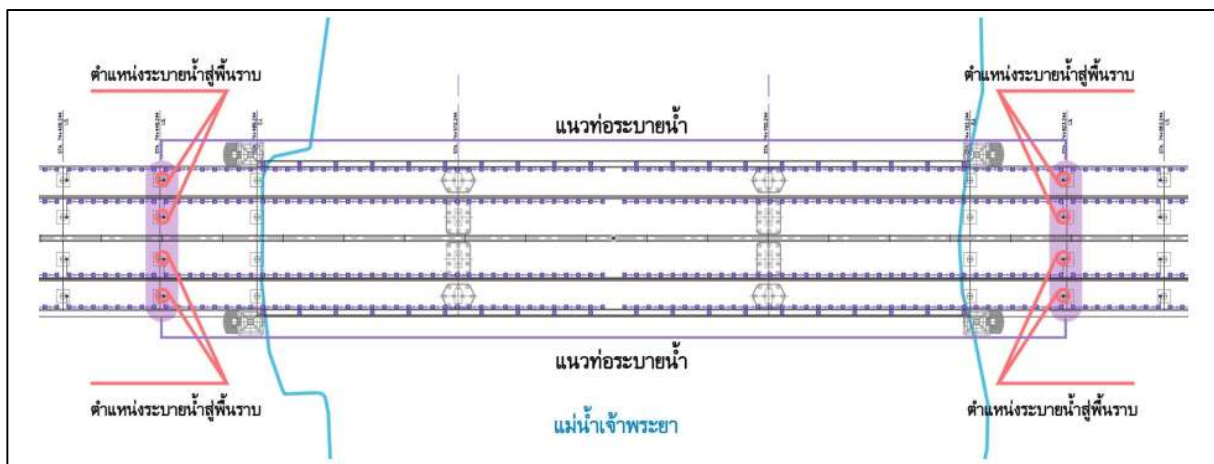 ตำแหน่งระบายน้ำสู่พื้นราบ
ตำแหน่งระบายน้ำสู่พื้นราบ
แนวท่อระบายน้ำ
แนวท่อระบายน้ำ
ตำแหน่งระบายน้ำสู่พื้นราบ
ตำแหน่งระบายน้ำสู่พื้นราบ
แม่น้ำเจ้าพระยา